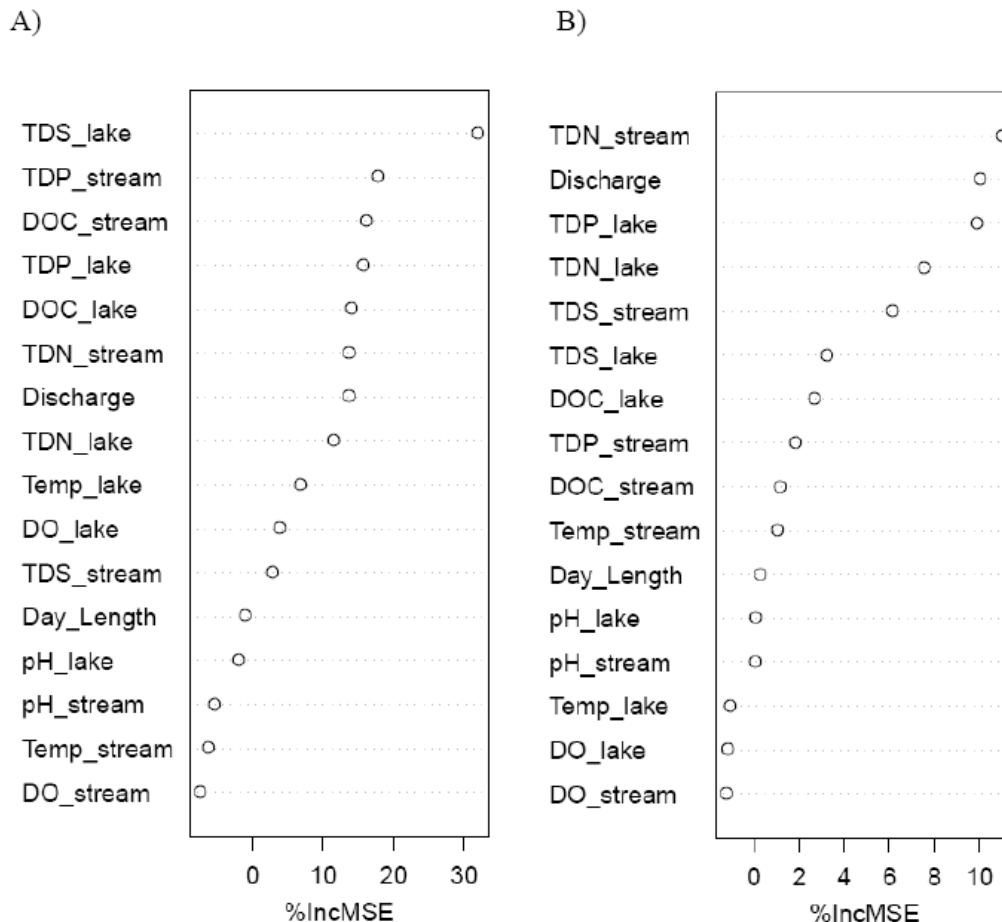 A)
TDS_lake
TDP_stream
DOC_stream
TDP_lake
DOC_lake
TDN_stream
Discharge
TDN_lake
Temp_lake
DO_lake
TDS_stream
Day_Length
pH_lake
pH_stream
Temp_stream
DO_stream
0 10 20 30
%IncMSE
B)
TDN_stream
Discharge
TDP_lake
TDN_lake
TDS_stream
TDS_lake
DOC_lake
TDP_stream
DOC_stream
Temp_stream
Day_Length
pH_lake
pH_stream
Temp_lake
DO_lake
DO_stream
0 2 4 6 8 10
%IncMSE